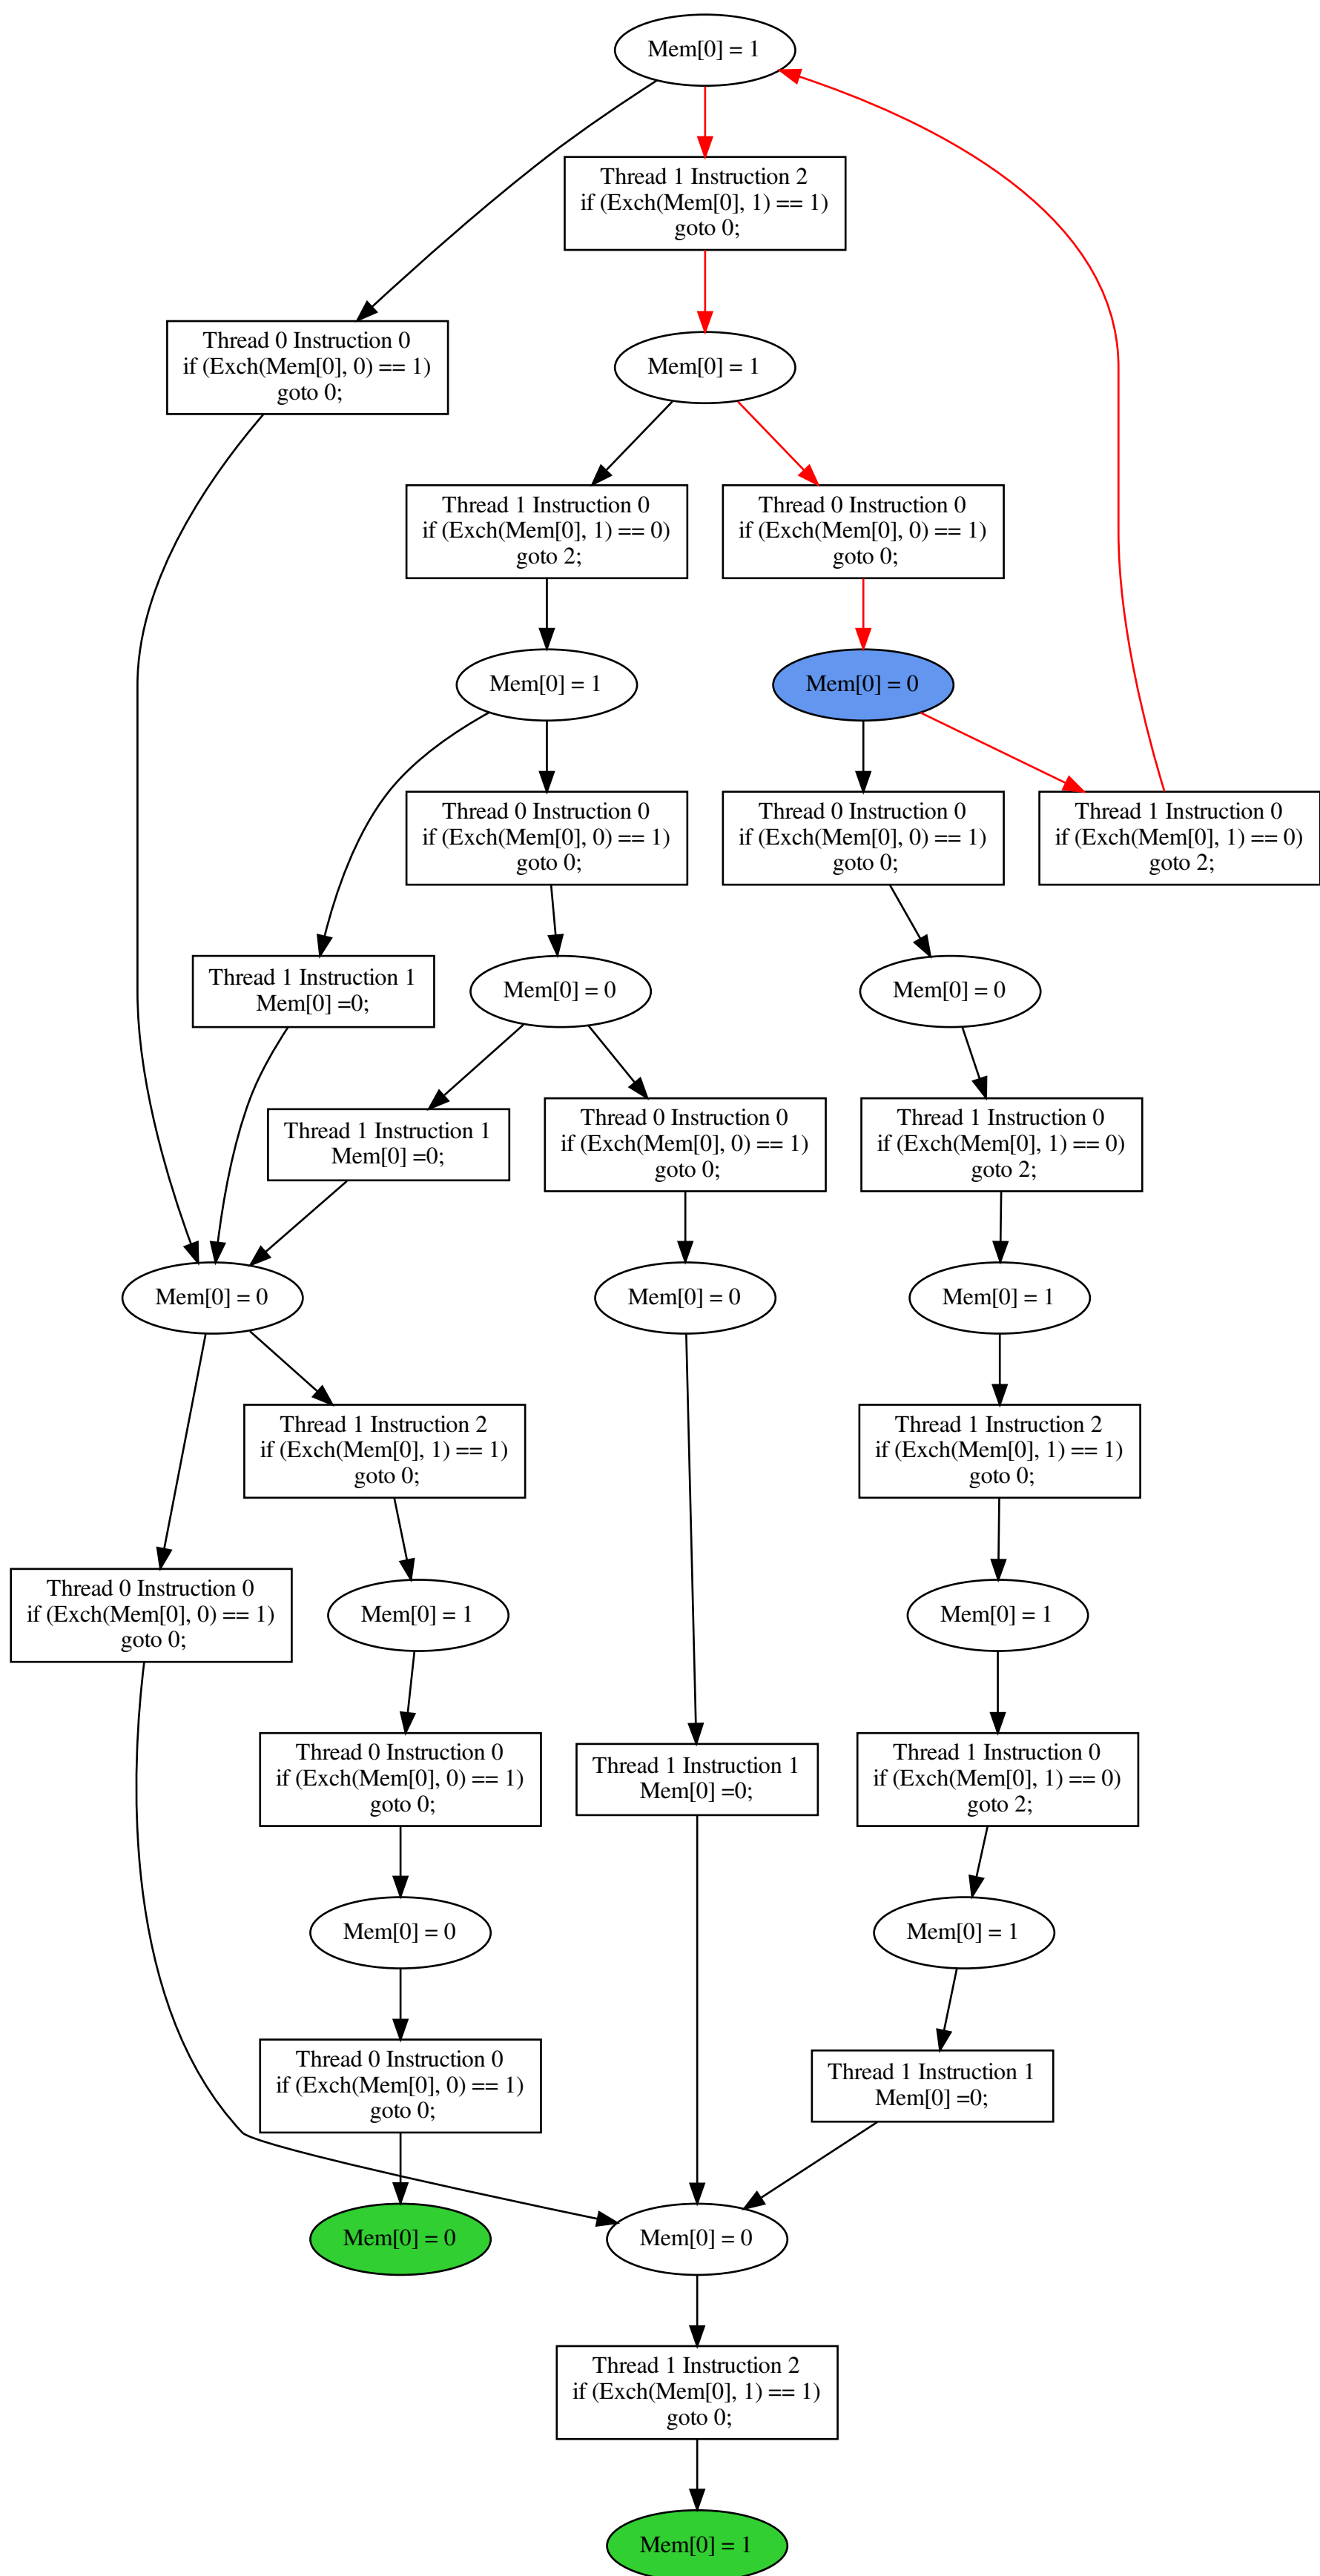 Mem[0] = 1
Thread 1 Instruction 2
if (Exch(Mem[0], 1) == 1)
goto 0;
Thread 0 Instruction 0
if (Exch(Mem[0], 0) == 1)
goto 0;
Mem[0] = 1
Thread 1 Instruction 0
if (Exch(Mem[0], 1) == 0)
goto 2;
Thread 0 Instruction 0
if (Exch(Mem[0], 0) == 1)
goto 0;
Mem[0] = 1
Mem[0] = 0
Thread 0 Instruction 0
if (Exch(Mem[0], 0) == 1)
goto 0;
Thread 0 Instruction 0
if (Exch(Mem[0], 0) == 1)
goto 0;
Thread 1 Instruction 0
if (Exch(Mem[0], 1) == 0)
goto 2;
Thread 1 Instruction 1
Mem[0] =0;
Mem[0] = 0
Mem[0] = 0
Thread 1 Instruction 1
Mem[0] =0;
Thread 0 Instruction 0
if (Exch(Mem[0], 0) == 1)
goto 0;
Thread 1 Instruction 0
if (Exch(Mem[0], 1) == 0)
goto 2;
Mem[0] = 0
Mem[0] = 0
Mem[0] = 1
Thread 1 Instruction 2
if (Exch(Mem[0], 1) == 1)
goto 0;
Thread 1 Instruction 2
if (Exch(Mem[0], 1) == 1)
goto 0;
Thread 0 Instruction 0
if (Exch(Mem[0], 0) == 1)
goto 0;
Mem[0] = 1
Mem[0] = 1
Thread 0 Instruction 0
if (Exch(Mem[0], 0) == 1)
goto 0;
Thread 1 Instruction 1
Mem[0] =0;
Thread 1 Instruction 0
if (Exch(Mem[0], 1) == 0)
goto 2;
Mem[0] = 0
Mem[0] = 1
Thread 0 Instruction 0
if (Exch(Mem[0], 0) == 1)
goto 0;
Thread 1 Instruction 1
Mem[0] =0;
Mem[0] = 0
Mem[0] = 0
Thread 1 Instruction 2
if (Exch(Mem[0], 1) == 1)
goto 0;
Mem[0] = 1